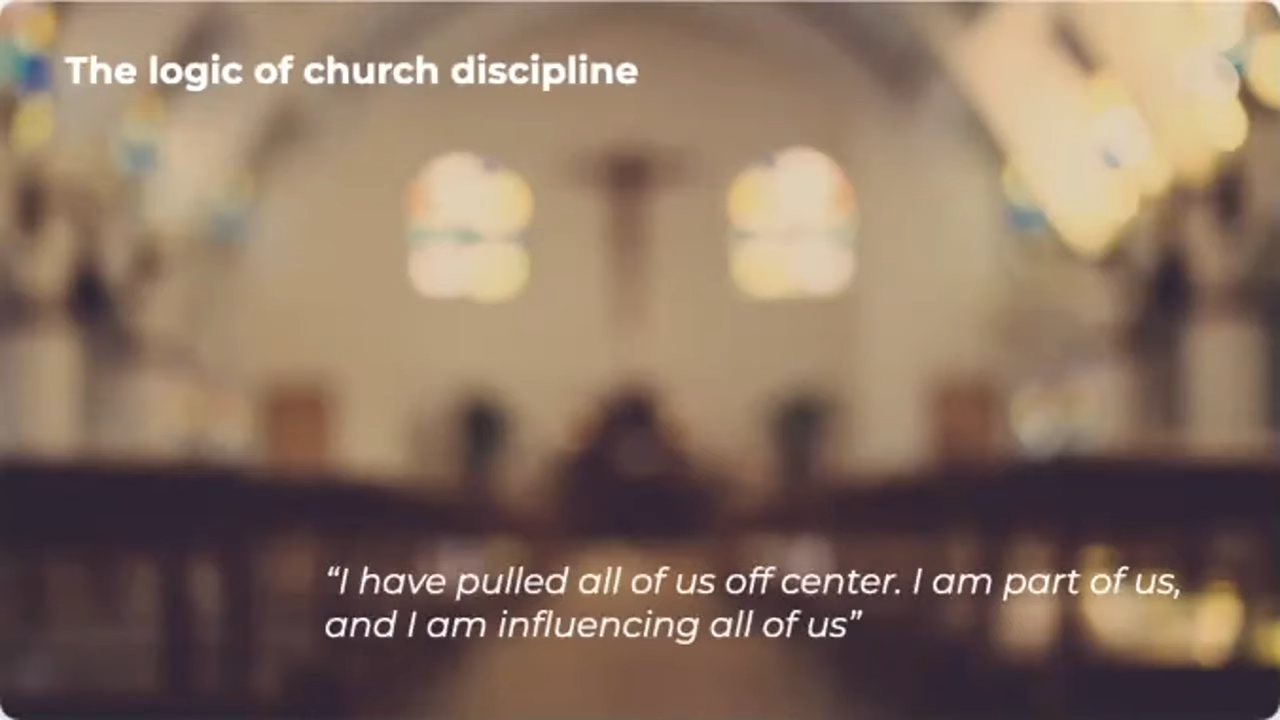 The logic of church discipline
“I have pulled all of us off center. I am part of us,
and I am influencing all of us”